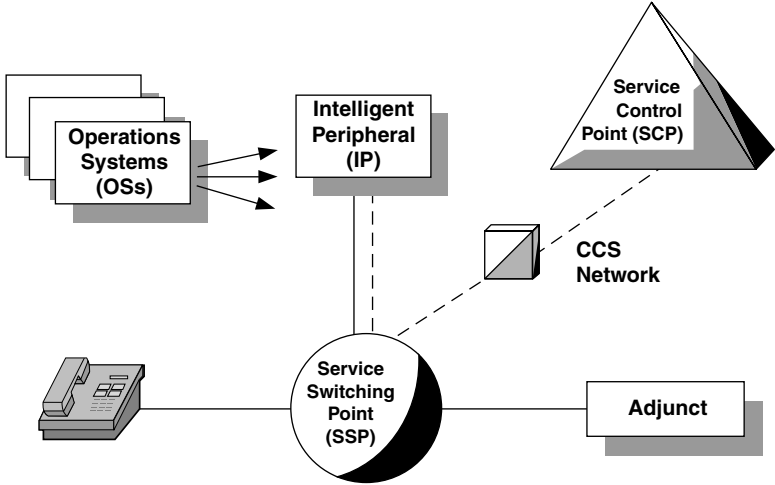 Operations
Systems
(OSs)
Intelligent
Peripheral
(IP)
Service
Control
Point (SCP)
CCS
Network
Service
Switching
Point
(SSP)
Adjunct